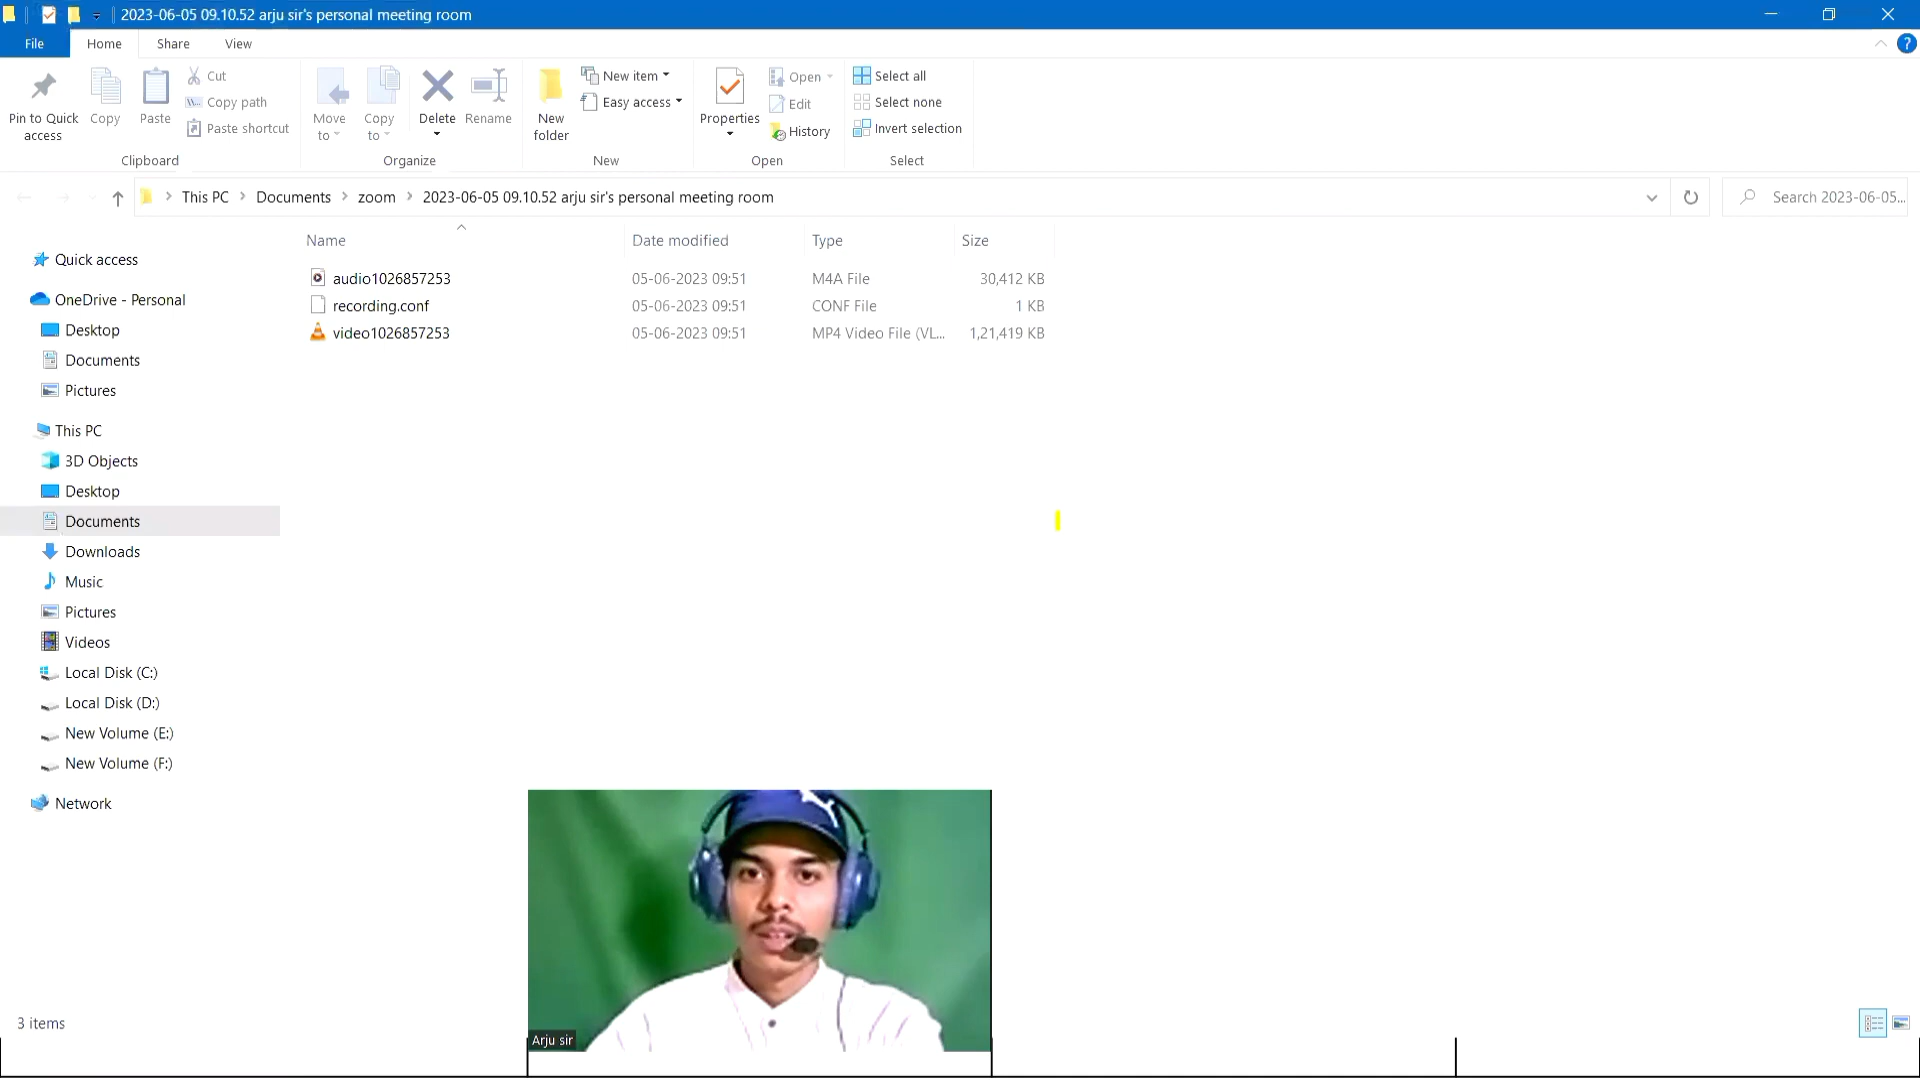 2023-06-05 09.10.52 arju sir's personal meeting room
File Home Share View
Pin to Quick access
Copy
Paste
Cut
Copy path
Paste shortcut
Clipboard
Move to
Copy to
Delete
Rename
Organize
New folder
New item
Easy access
New
Properties
Open
Edit
History
Open
Select all
Select none
Invert selection
Select
This PC > Documents > zoom > 2023-06-05 09.10.52 arju sir's personal meeting room
Search 2023-06-05...
Name Date modified Type Size
audio1026857253 05-06-2023 09:51 M4A File 30,412 KB
recording.conf 05-06-2023 09:51 CONF File 1 KB
video1026857253 05-06-2023 09:51 MP4 Video File (VL... 1,21,419 KB
Quick access
OneDrive - Personal
Desktop
Documents
Pictures
This PC
3D Objects
Desktop
Documents
Downloads
Music
Pictures
Videos
Local Disk (C:)
Local Disk (D:)
New Volume (E:)
New Volume (F:)
Network
3 items
Arju sir